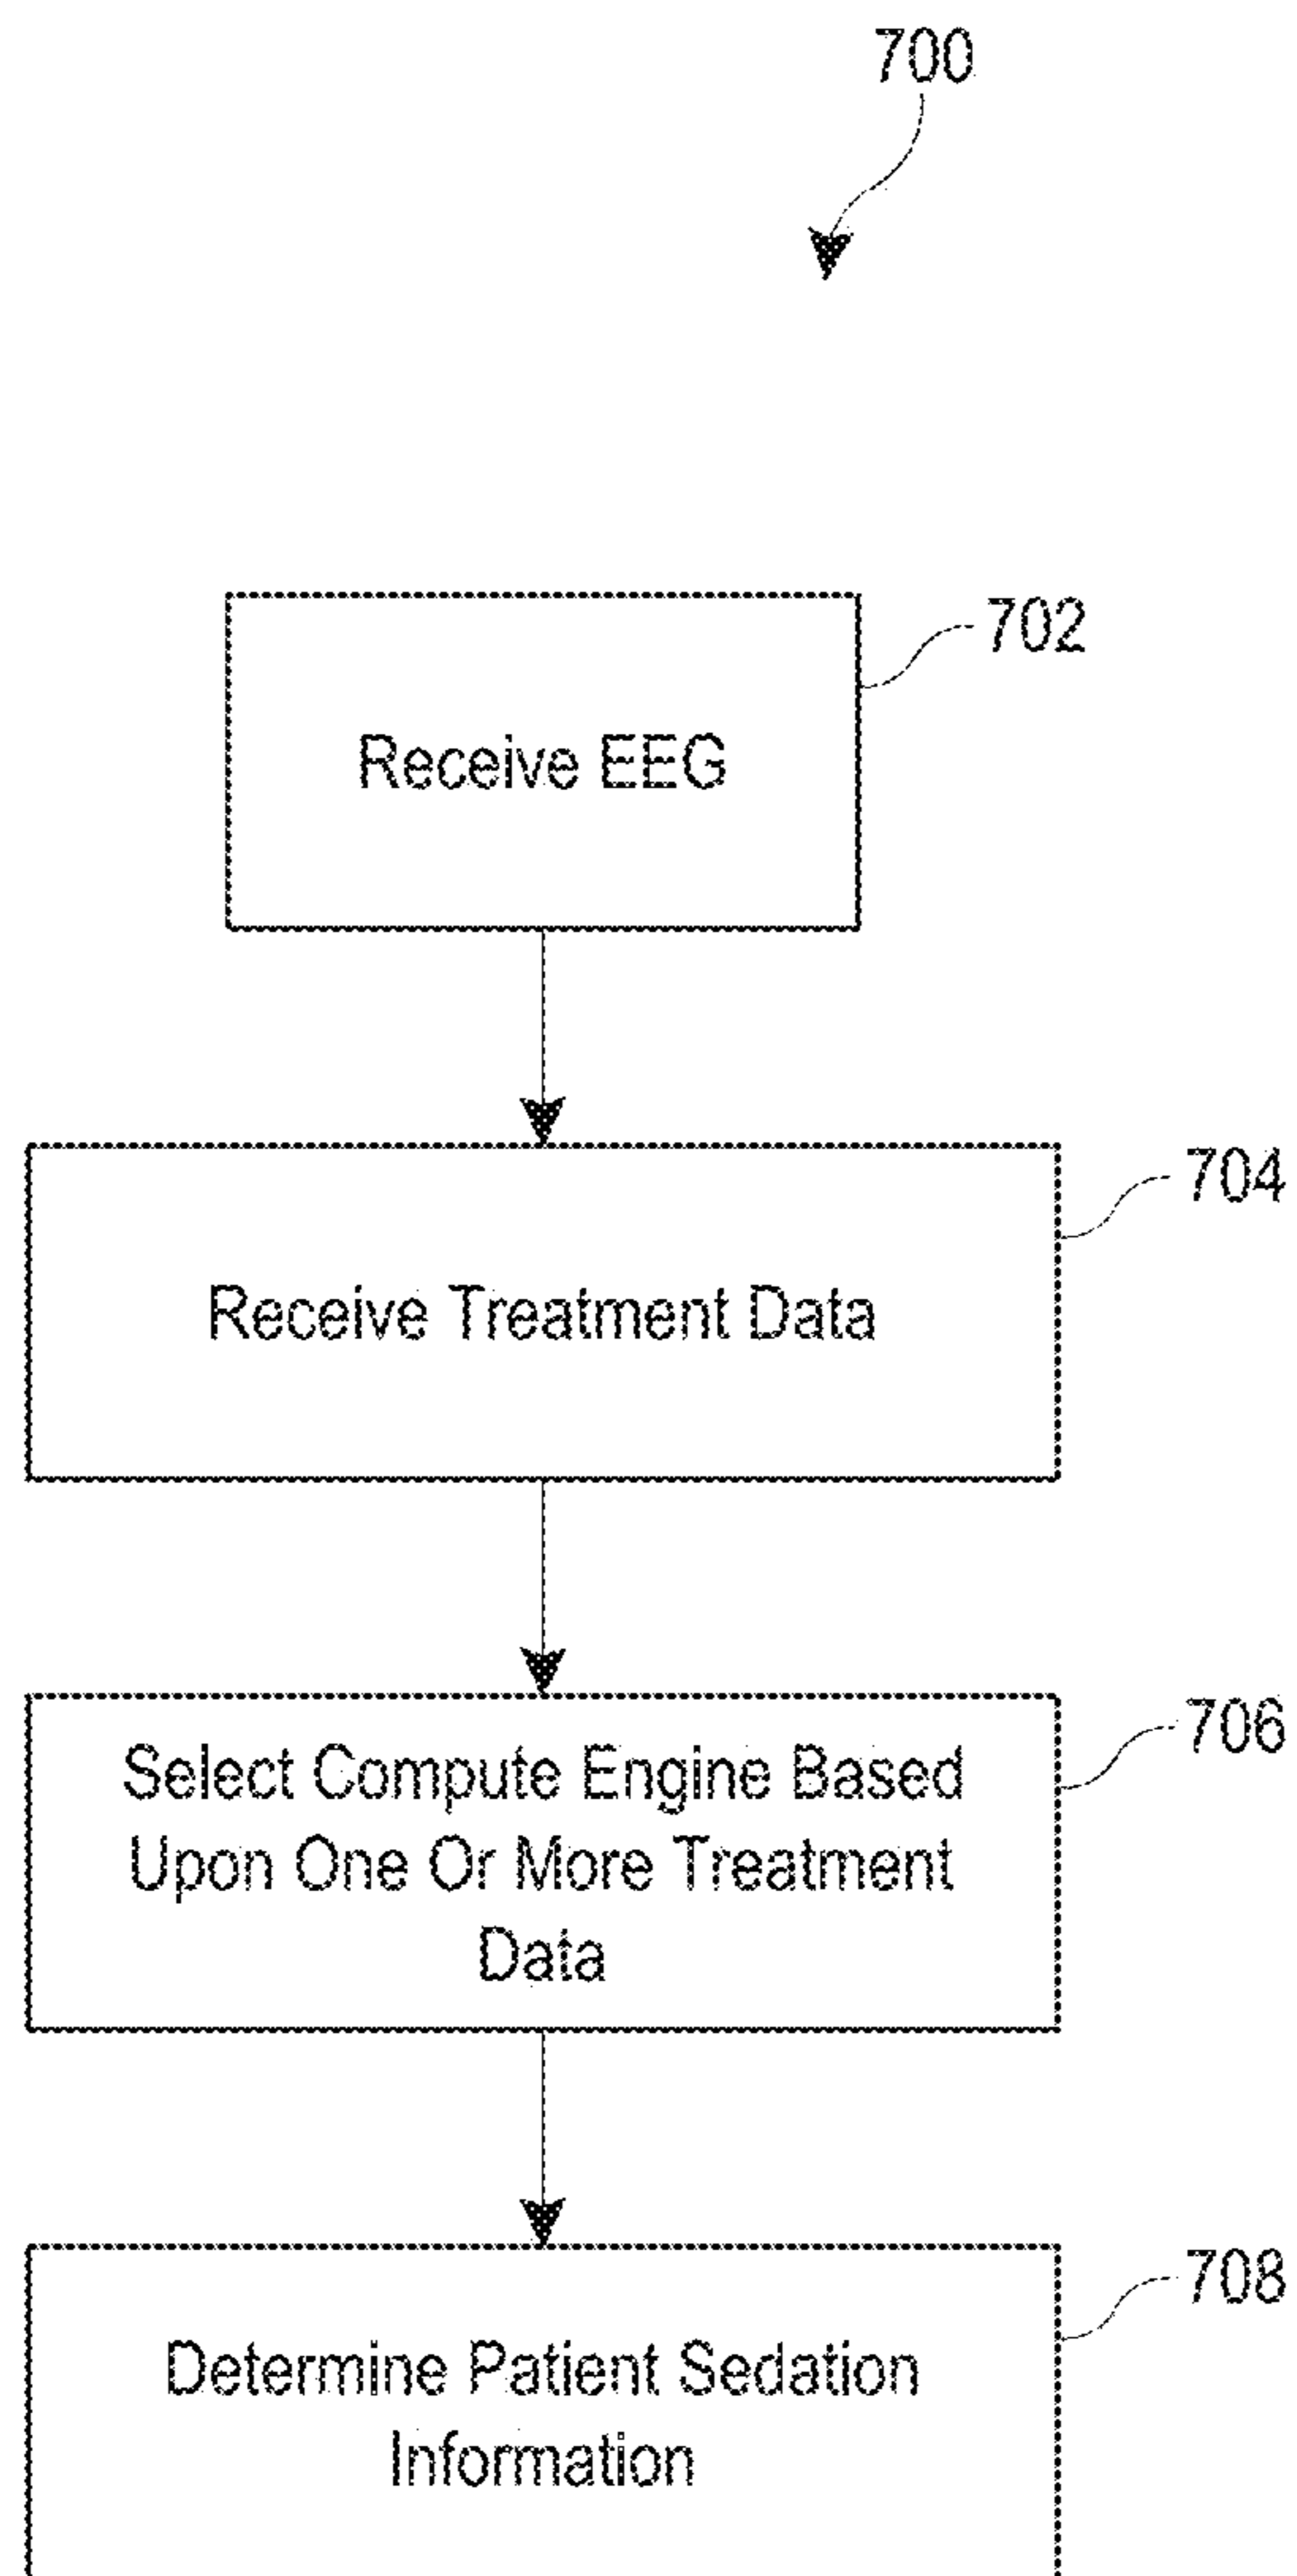 700
702
Receive EEG
704
Receive Treatment Data
706
Select Compute Engine Based
Upon One Or More Treatment
Data
708
Determine Patient Sedation
Information